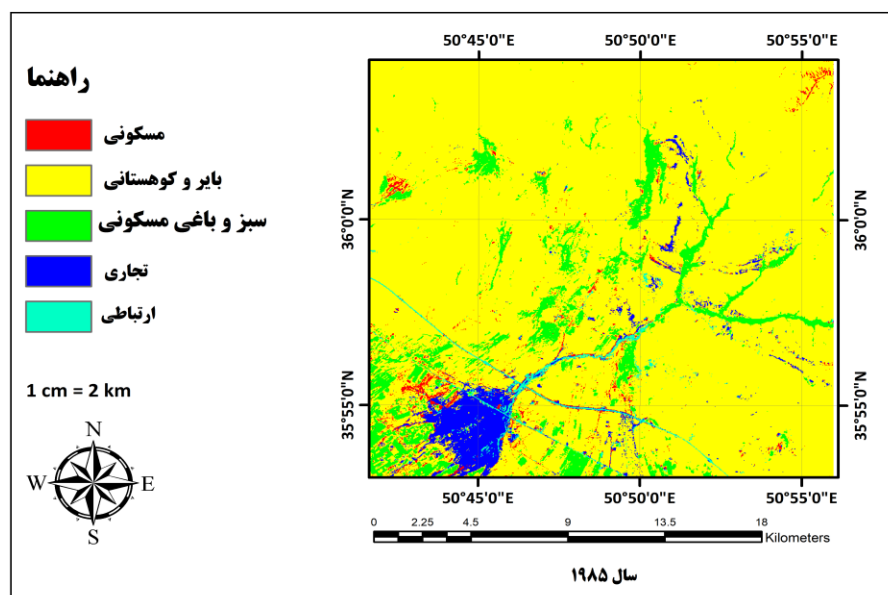 راهنما
مسکونی
بایر و کوهستانی
سبز و باغی مسکونی
تجاری
ارتباطی
1 cm = 2 km
N
W E
S
50°45'0"E 50°50'0"E 50°55'0"E
36°0'0"N 36°0'0"N
35°55'0"N 35°55'0"N
50°45'0"E 50°50'0"E 50°55'0"E
0 2.25 4.5 9 13.5 18
Kilometers
سال ۱۹۸۵